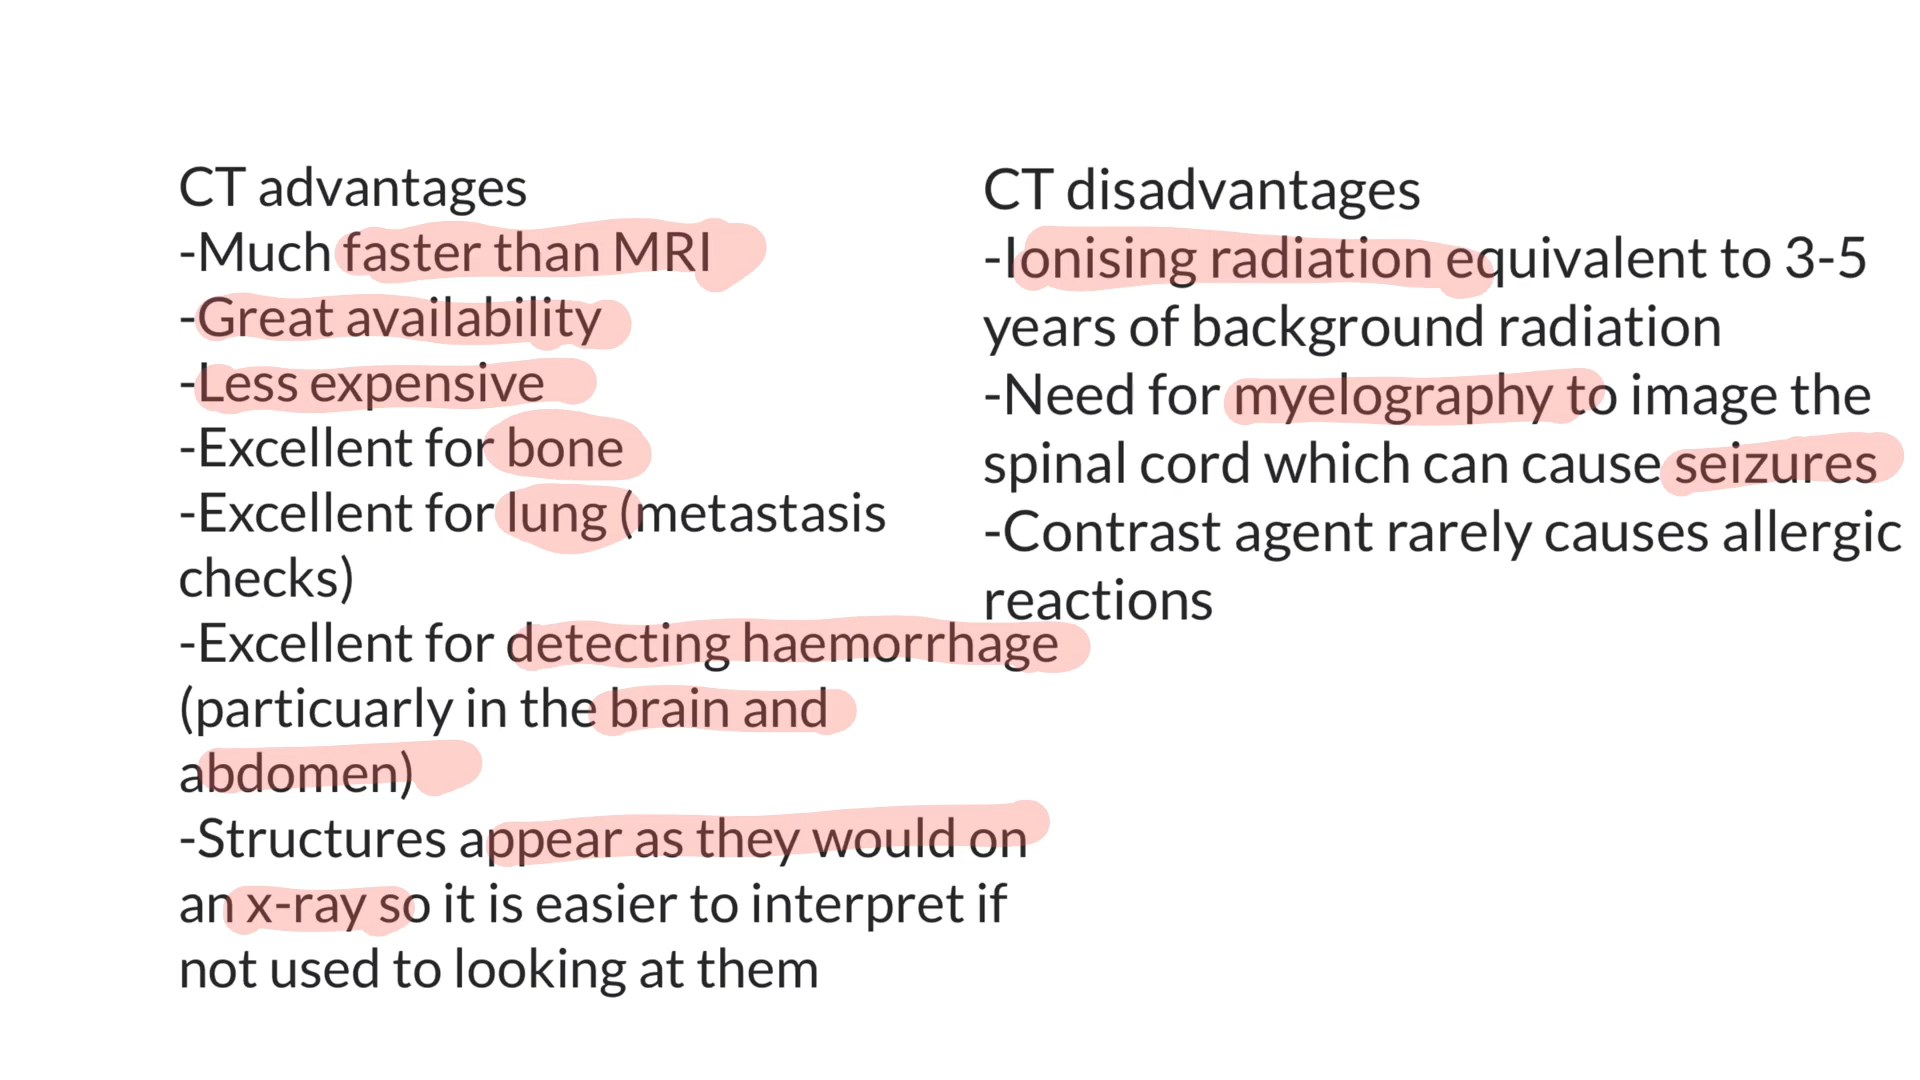 CT advantages
-Much faster than MRI
-Great availability
-Less expensive
-Excellent for bone
-Excellent for lung (metastasis
checks)
-Excellent for detecting haemorrhage
(particuarly in the brain and
abdomen)
-Structures appear as they would on
an x-ray so it is easier to interpret if
not used to looking at them
CT disadvantages
-Ionising radiation equivalent to 3-5
years of background radiation
-Need for myelography to image the
spinal cord which can cause seizures
-Contrast agent rarely causes allergic
reactions